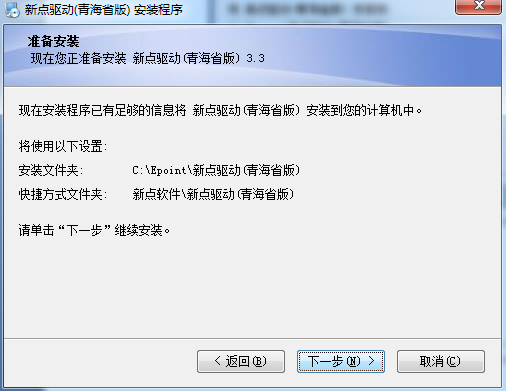 新点驱动(青海省版) 安装程序
准备安装
现在您正准备安装 新点驱动(青海省版) 3.3
现在安装程序已有足够的信息将 新点驱动(青海省版) 安装到您的计算机中。
将使用以下设置:
安装文件夹: C:\Epoint\新点驱动(青海省版)
快捷方式文件夹: 新点软件\新点驱动(青海省版)
请单击“下一步”继续安装。
< 返回(B) 下一步(N) > 取消(C)